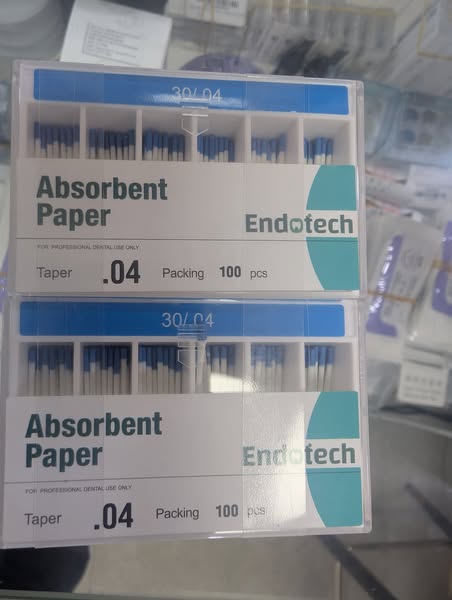 30/.04
Absorbent
Paper
Endotech
FOR PROFESSIONAL DENTAL USE ONLY
Taper .04 Packing 100 pcs
30/.04
Absorbent
Paper
Endotech
FOR PROFESSIONAL DENTAL USE ONLY
Taper .04 Packing 100 pcs